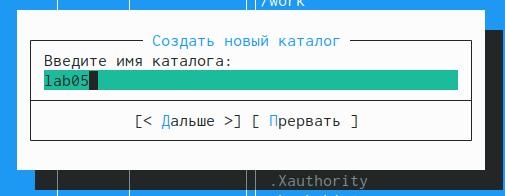 /work
Создать новый каталог
Введите имя каталога:
lab05
[< Дальше >] [ Прервать ]
.Xauthority